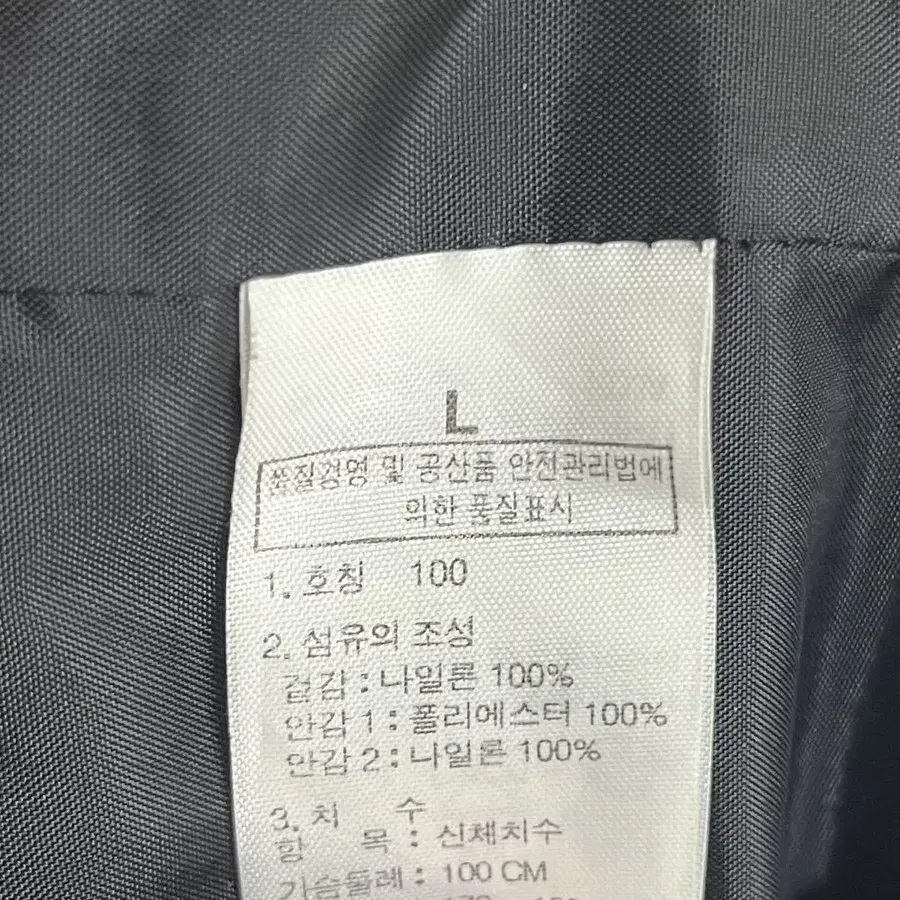 L
품질경영 및 공산품 안전관리법에
의한 품질표시
1. 호칭 100
2. 섬유의 조성
겉감 : 나일론 100%
안감 1 : 폴리에스터 100%
안감 2 : 나일론 100%
3. 치 수
항 목 : 신체치수
가슴둘레 : 100 CM